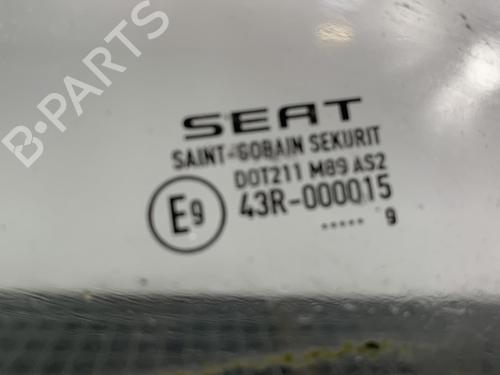 B-PARTS
SEAT
SAINT-GOBAIN SEKURIT
DOT211 M89 AS2
E9 43R-000015
..... 9